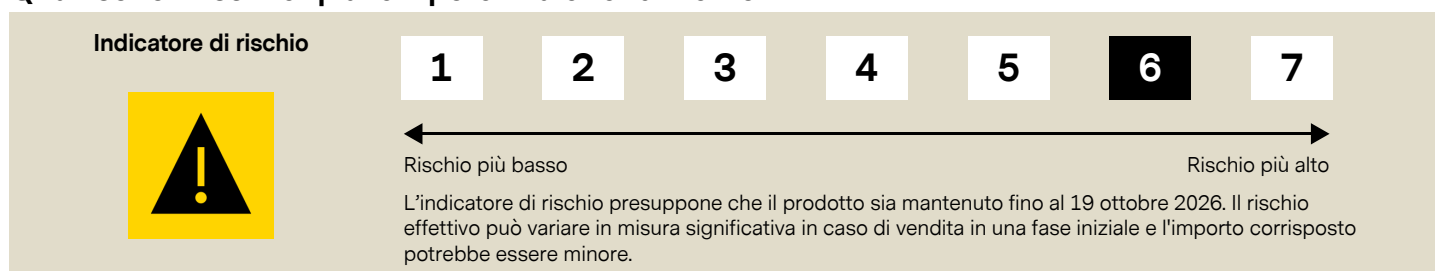 Indicatore di rischio
1 2 3 4 5 6 7
Rischio più basso Rischio più alto
L'indicatore di rischio presuppone che il prodotto sia mantenuto fino al 19 ottobre 2026. Il rischio
effettivo può variare in misura significativa in caso di vendita in una fase iniziale e l'importo corrisposto
potrebbe essere minore.